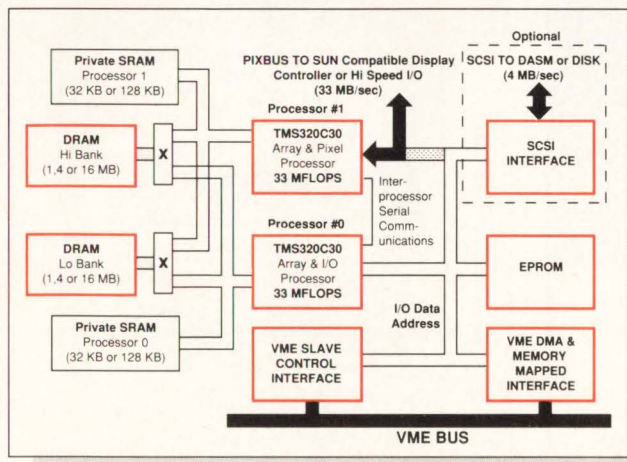 Optional
Private SRAM
Processor 1
(32 KB or 128 KB)
PIXBUS TO SUN Compatible Display
Controller or Hi Speed I/O
(33 MB/sec)
SCSI TO DASM or DISK
(4 MB/sec)
Processor #1
DRAM
Hi Bank
(1,4 or 16 MB)
X
TMS320C30
Array & Pixel
Processor
33 MFLOPS
SCSI
INTERFACE
Inter-
processor
Serial
Comm-
unications
Processor #0
DRAM
Lo Bank
(1,4 or 16 MB)
X
TMS320C30
Array & I/O
Processor
33 MFLOPS
EPROM
I/O Data
Address
Private SRAM
Processor 0
(32 KB or 128 KB)
VME SLAVE
CONTROL
INTERFACE
VME DMA &
MEMORY
MAPPED
INTERFACE
VME BUS